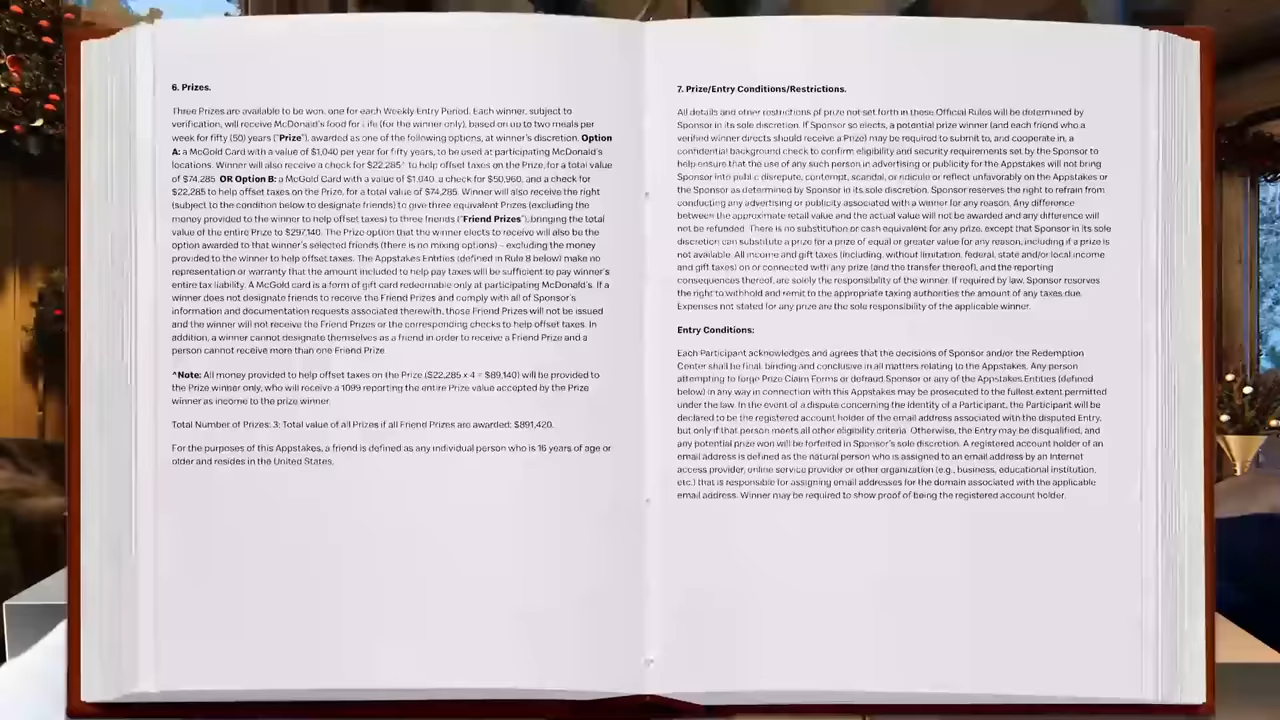 6. Prizes.
Three Prizes are available to be won, one for each Weekly Entry Period. Each winner, subject to
verification, will receive McDonald's food for Life (for the winner only), based on up to two meals per
week for fifty (50) years ("Prize"), awarded as one of the following options, at winner's discretion. Option
A: a McGold Card with a value of $1,040 per year for fifty years, to be used at participating McDonald's
locations. Winner will also receive a check for $22,285^ to help offset taxes on the Prize, for a total value
of $74,285 OR Option B: a McGold Card with a value of $1,040, a check for $50,960, and a check for
$22,285 to help offset taxes on the Prize, for a total value of $74,285. Winner will also receive the right
(subject to the condition below to designate friends) to give three equivalent Prizes (excluding the
money provided to the winner to help offset taxes) to three friends ("Friend Prizes"), bringing the total
value of the entire Prize to $297,140. The Prize option that the winner elects to receive will also be the
option awarded to that winner's selected friends (there is no mixing options) – excluding the money
provided to the winner to help offset taxes. The Appstakes Entities (defined in Rule 8 below) make no
representation or warranty that the amount included to help pay taxes will be sufficient to pay winner's
entire tax liability. A McGold card is a form of gift card redeemable only at participating McDonald's. If a
winner does not designate friends to receive the Friend Prizes and comply with all of Sponsor's
information and documentation requests associated therewith, those Friend Prizes will not be issued
and the winner will not receive the Friend Prizes or the corresponding checks to help offset taxes. In
addition, a winner cannot designate themselves as a friend in order to receive a Friend Prize and a
person cannot receive more than one Friend Prize
^Note: All money provided to help offset taxes on the Prize ($22,285 x 4 = $89,140) will be provided to
the Prize winner only, who will receive a 1099 reporting the entire Prize value accepted by the Prize
winner as income to the prize winner.
Total Number of Prizes: 3; Total value of all Prizes if all Friend Prizes are awarded: $891,420.
For the purposes of this Appstakes, a friend is defined as any individual person who is 16 years of age or
older and resides in the United States.
7. Prize/Entry Conditions/Restrictions.
All details and other restrictions of prize not set forth in these Official Rules will be determined by
Sponsor in its sole discretion. If Sponsor so elects, a potential prize winner (and each friend who a
verified winner directs should receive a Prize) may be required to submit to, and cooperate in, a
confidential background check to confirm eligibility and security requirements set by the Sponsor to
help ensure that the use of any such person in advertising or publicity for the Appstakes will not bring
Sponsor into public disrepute, contempt, scandal, or ridicule or reflect unfavorably on the Appstakes or
the Sponsor as determined by Sponsor in its sole discretion. Sponsor reserves the right to refrain from
conducting any advertising or publicity associated with a winner for any reason. Any difference
between the approximate retail value and the actual value will not be awarded and any difference will
not be refunded. There is no substitution or cash equivalent for any prize, except that Sponsor in its sole
discretion can substitute a prize for a prize of equal or greater value for any reason, including if a prize is
not available. All income and gift taxes (including, without limitation, federal, state and/or local income
and gift taxes) on or connected with any prize (and the transfer thereof), and the reporting
consequences thereof, are solely the responsibility of the winner. If required by law, Sponsor reserves
the right to withhold and remit to the appropriate taxing authorities the amount of any taxes due.
Expenses not stated for any prize are the sole responsibility of the applicable winner.
Entry Conditions:
Each Participant acknowledges and agrees that the decisions of Sponsor and/or the Redemption
Center shall be final, binding and conclusive in all matters relating to the Appstakes. Any person
attempting to forge Prize Claim Forms or defraud Sponsor or any of the Appstakes Entities (defined
below) in any way in connection with this Appstakes may be prosecuted to the fullest extent permitted
under the law. In the event of a dispute concerning the identity of a Participant, the Participant will be
declared to be the registered account holder of the email address associated with the disputed Entry,
but only if that person meets all other eligibility criteria. Otherwise, the Entry may be disqualified, and
any potential prize won will be forfeited in Sponsor's sole discretion. A registered account holder of an
email address is defined as the natural person who is assigned to an email address by an Internet
access provider, online service provider or other organization (e.g., business, educational institution,
etc.) that is responsible for assigning email addresses for the domain associated with the applicable
email address. Winner may be required to show proof of being the registered account holder.